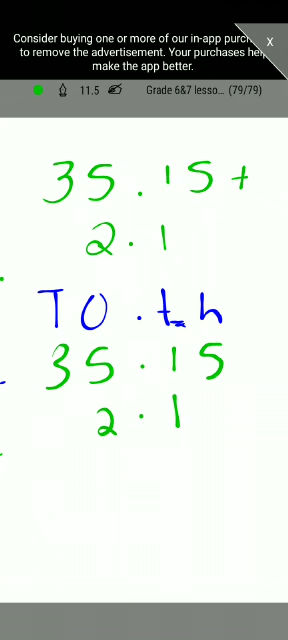 Consider buying one or more of our in-app purch
to remove the advertisement. Your purchases help
make the app better.
X
11.5 Grade 6&7 lesso... (79/79)
35.15+
2.1
TO.th
35.15
2.1